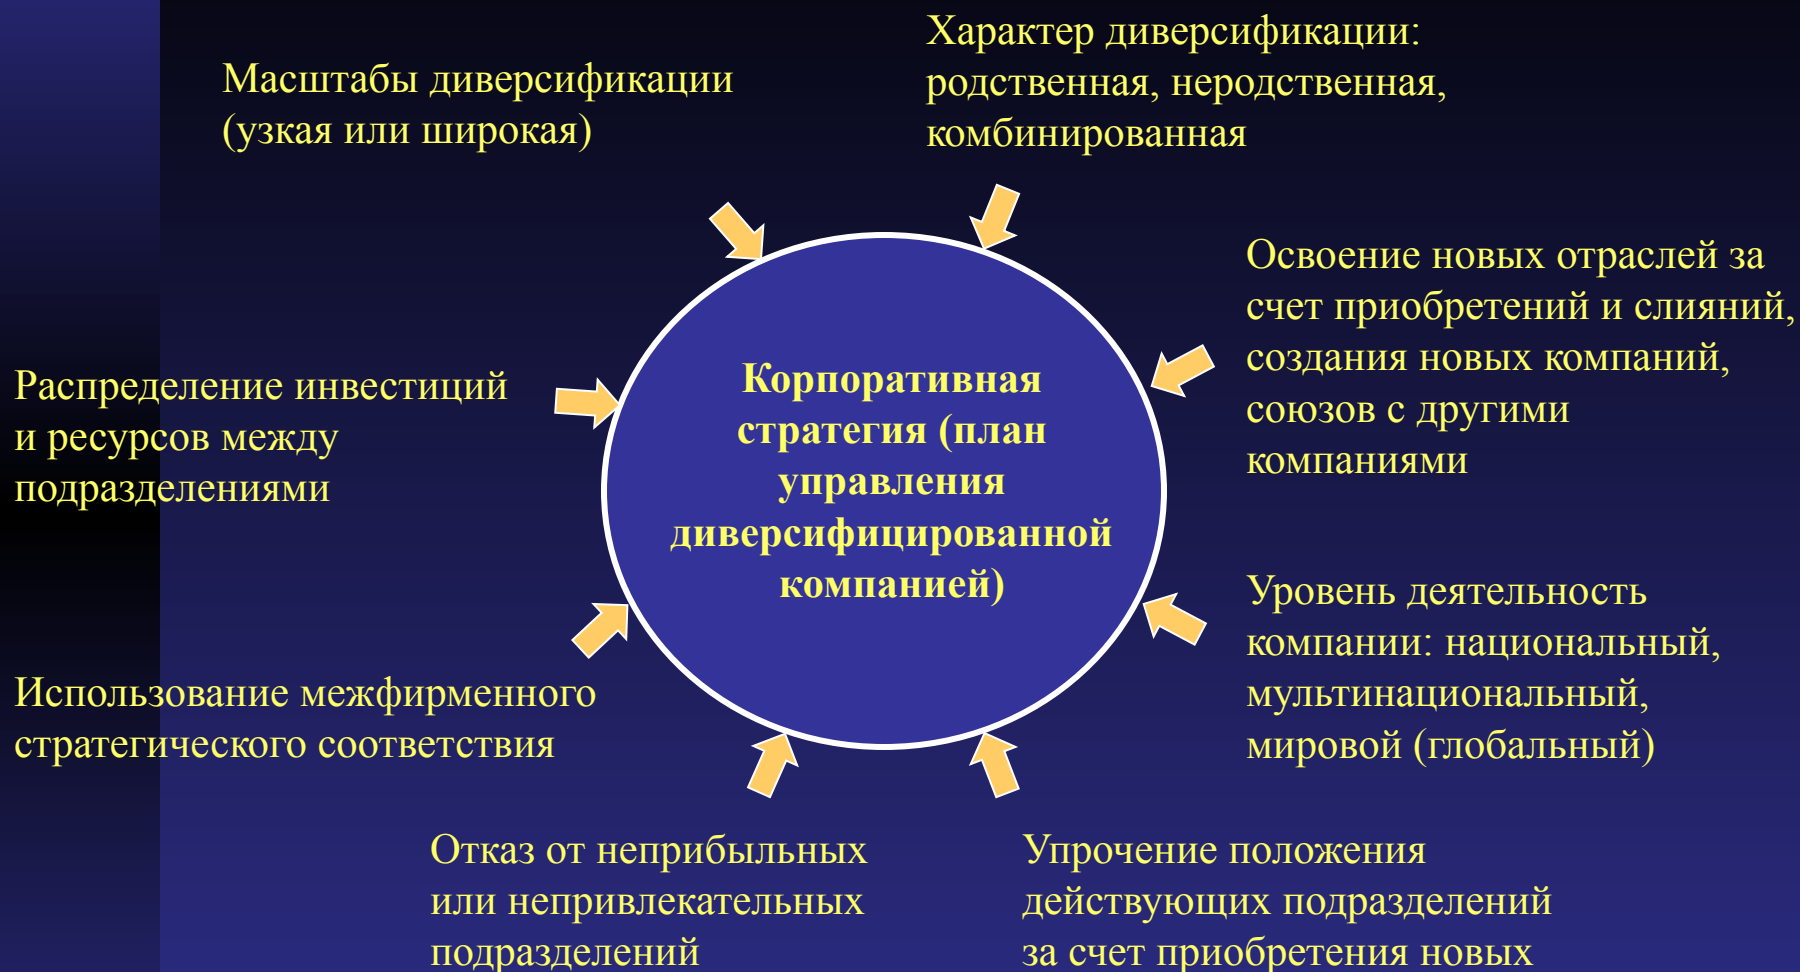 Масштабы диверсификации
(узкая или широкая)
Характер диверсификации:
родственная, неродственная,
комбинированная
Освоение новых отраслей за
счет приобретений и слияний,
создания новых компаний,
союзов с другими
компаниями
Распределение инвестиций
и ресурсов между
подразделениями
Корпоративная
стратегия (план
управления
диверсифицированной
компанией)
Уровень деятельность
компании: национальный,
мультинациональный,
мировой (глобальный)
Использование межфирменного
стратегического соответствия
Отказ от неприбыльных
или непривлекательных
подразделений
Упрочение положения
действующих подразделений
за счет приобретения новых